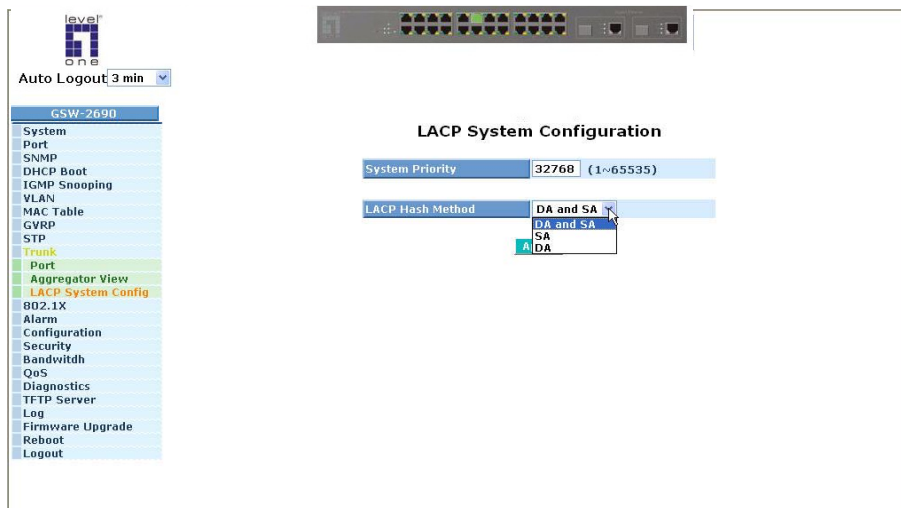 level
one
Auto Logout 3 min
GSW-2690
System
Port
SNMP
DHCP Boot
IGMP Snooping
VLAN
MAC Table
GVRP
STP
Trunk
Port
Aggregator View
LACP System Config
802.1X
Alarm
Configuration
Security
Bandwitdh
QoS
Diagnostics
TFTP Server
Log
Firmware Upgrade
Reboot
Logout
LACP System Configuration
System Priority 32768 (1~65535)
LACP Hash Method DA and SA
DA and SA
SA
DA